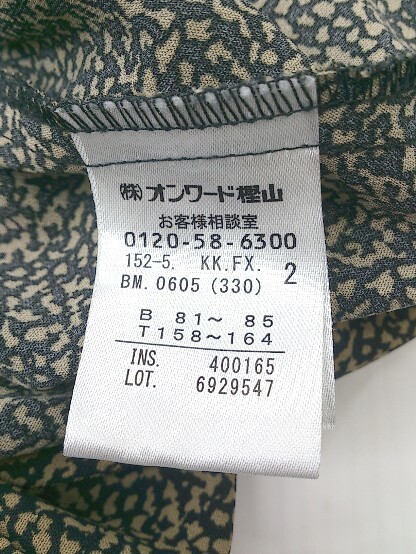 ㈱オンワード樫山
お客様相談室
0120-58-6300
152-5. KK.FX. 2
BM. 0605 (330)
B 81〜 85
T158〜164
INS. 400165
LOT. 6929547